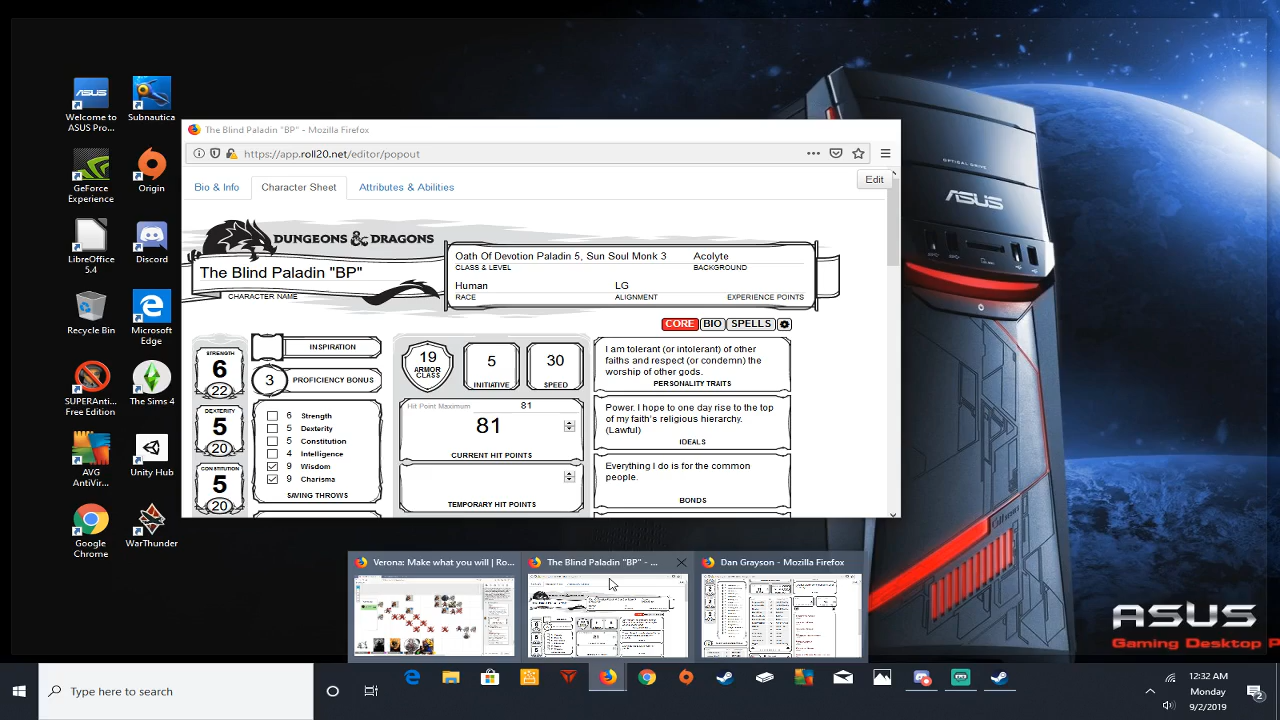 Welcome to ASUS Pro...
Subnautica
GeForce Experience
Origin
LibreOffice 5.4
Discord
Recycle Bin
Microsoft Edge
SUPERAnti... Free Edition
The Sims 4
AVG AntiVir...
Unity Hub
Google Chrome
WarThunder
The Blind Paladin "BP" - Mozilla Firefox
https://app.roll20.net/editor/popout
Bio & Info
Character Sheet
Attributes & Abilities
Edit
DUNGEONS & DRAGONS
The Blind Paladin "BP"
CHARACTER NAME
Oath Of Devotion Paladin 5, Sun Soul Monk 3
Acolyte
CLASS & LEVEL
BACKGROUND
Human
LG
RACE
ALIGNMENT
EXPERIENCE POINTS
CORE
BIO
SPELLS
STRENGTH
6
22
DEXTERITY
5
20
CONSTITUTION
5
20
INSPIRATION
3
PROFICIENCY BONUS
6 Strength
5 Dexterity
5 Constitution
4 Intelligence
9 Wisdom
9 Charisma
SAVING THROWS
19
ARMOR CLASS
5
INITIATIVE
30
SPEED
Hit Point Maximum 81
81
CURRENT HIT POINTS
TEMPORARY HIT POINTS
I am tolerant (or intolerant) of other
faiths and respect (or condemn) the
worship of other gods.
PERSONALITY TRAITS
Power. I hope to one day rise to the top
of my faith's religious hierarchy.
(Lawful)
IDEALS
Everything I do is for the common
people.
BONDS
OPTICAL DRIVE
ASUS
ASUS
Gaming Desktop P
Verona: Make what you will | Ro...
The Blind Paladin "BP" - ...
Dan Grayson - Mozilla Firefox
Type here to search
12:32 AM
Monday
9/2/2019
2